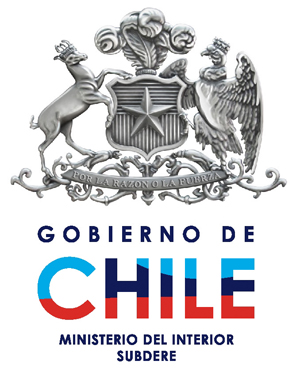 POR LA RAZON O LA FUERZA
GOBIERNO DE
CHILE
MINISTERIO DEL INTERIOR
SUBDERE